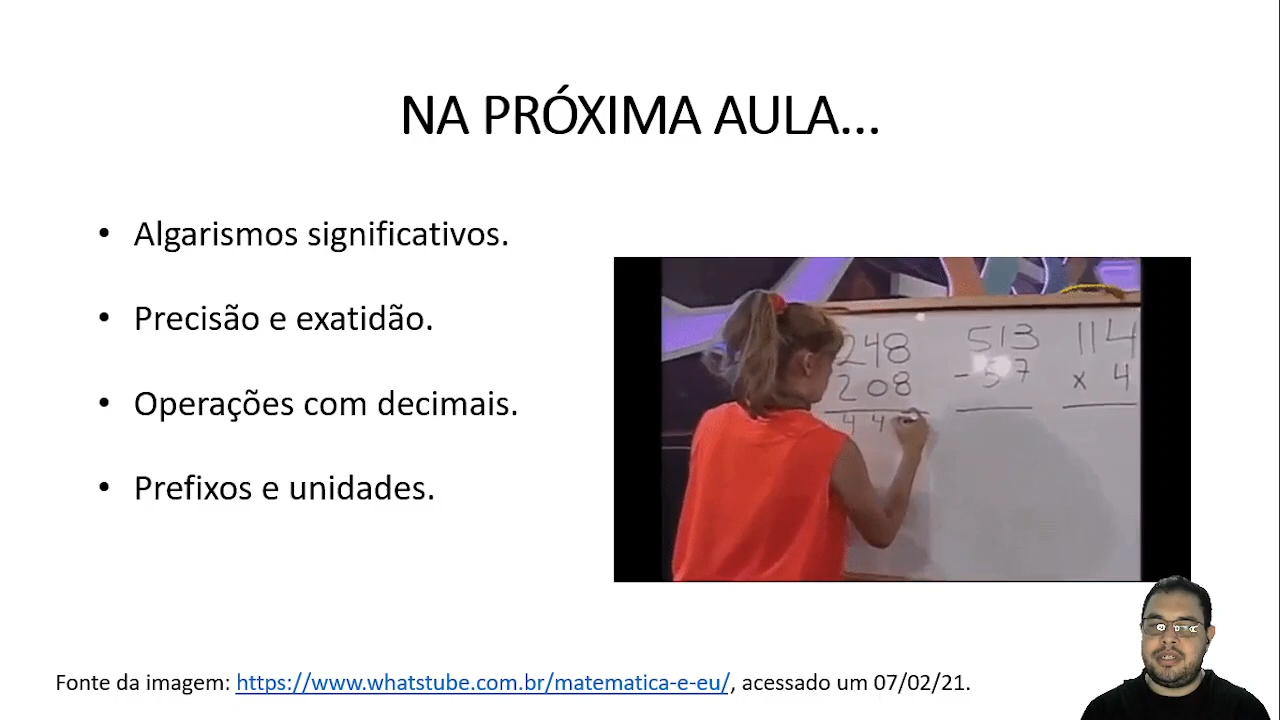 NA PRÓXIMA AULA...
• Algarismos significativos.
• Precisão e exatidão.
• Operações com decimais.
• Prefixos e unidades.
248 513 114
208 - 57 x 4
44
Fonte da imagem: https://www.whatstube.com.br/matematica-e-eu/, acessado um 07/02/21.